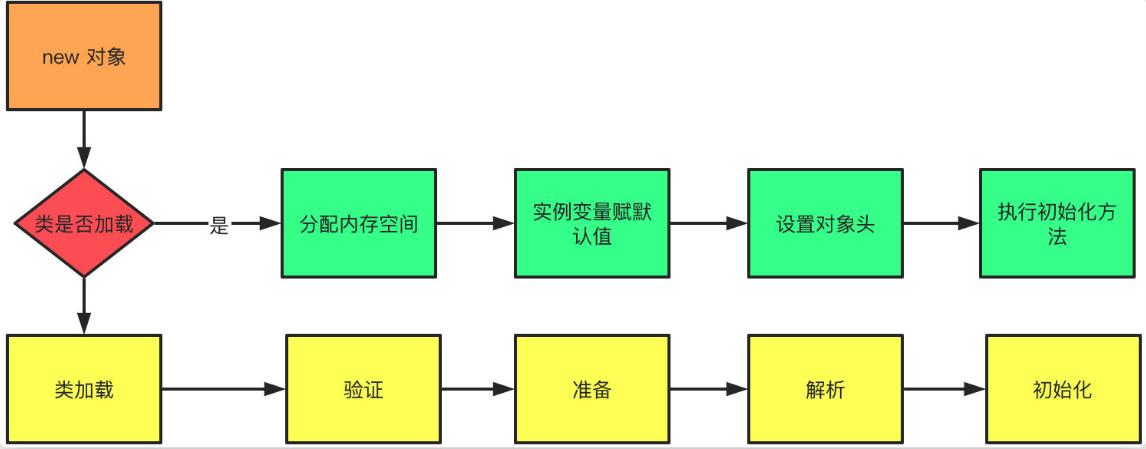 new 对象
类是否加载
是
分配内存空间
实例变量赋默
认值
设置对象头
执行初始化方
法
类加载
验证
准备
解析
初始化